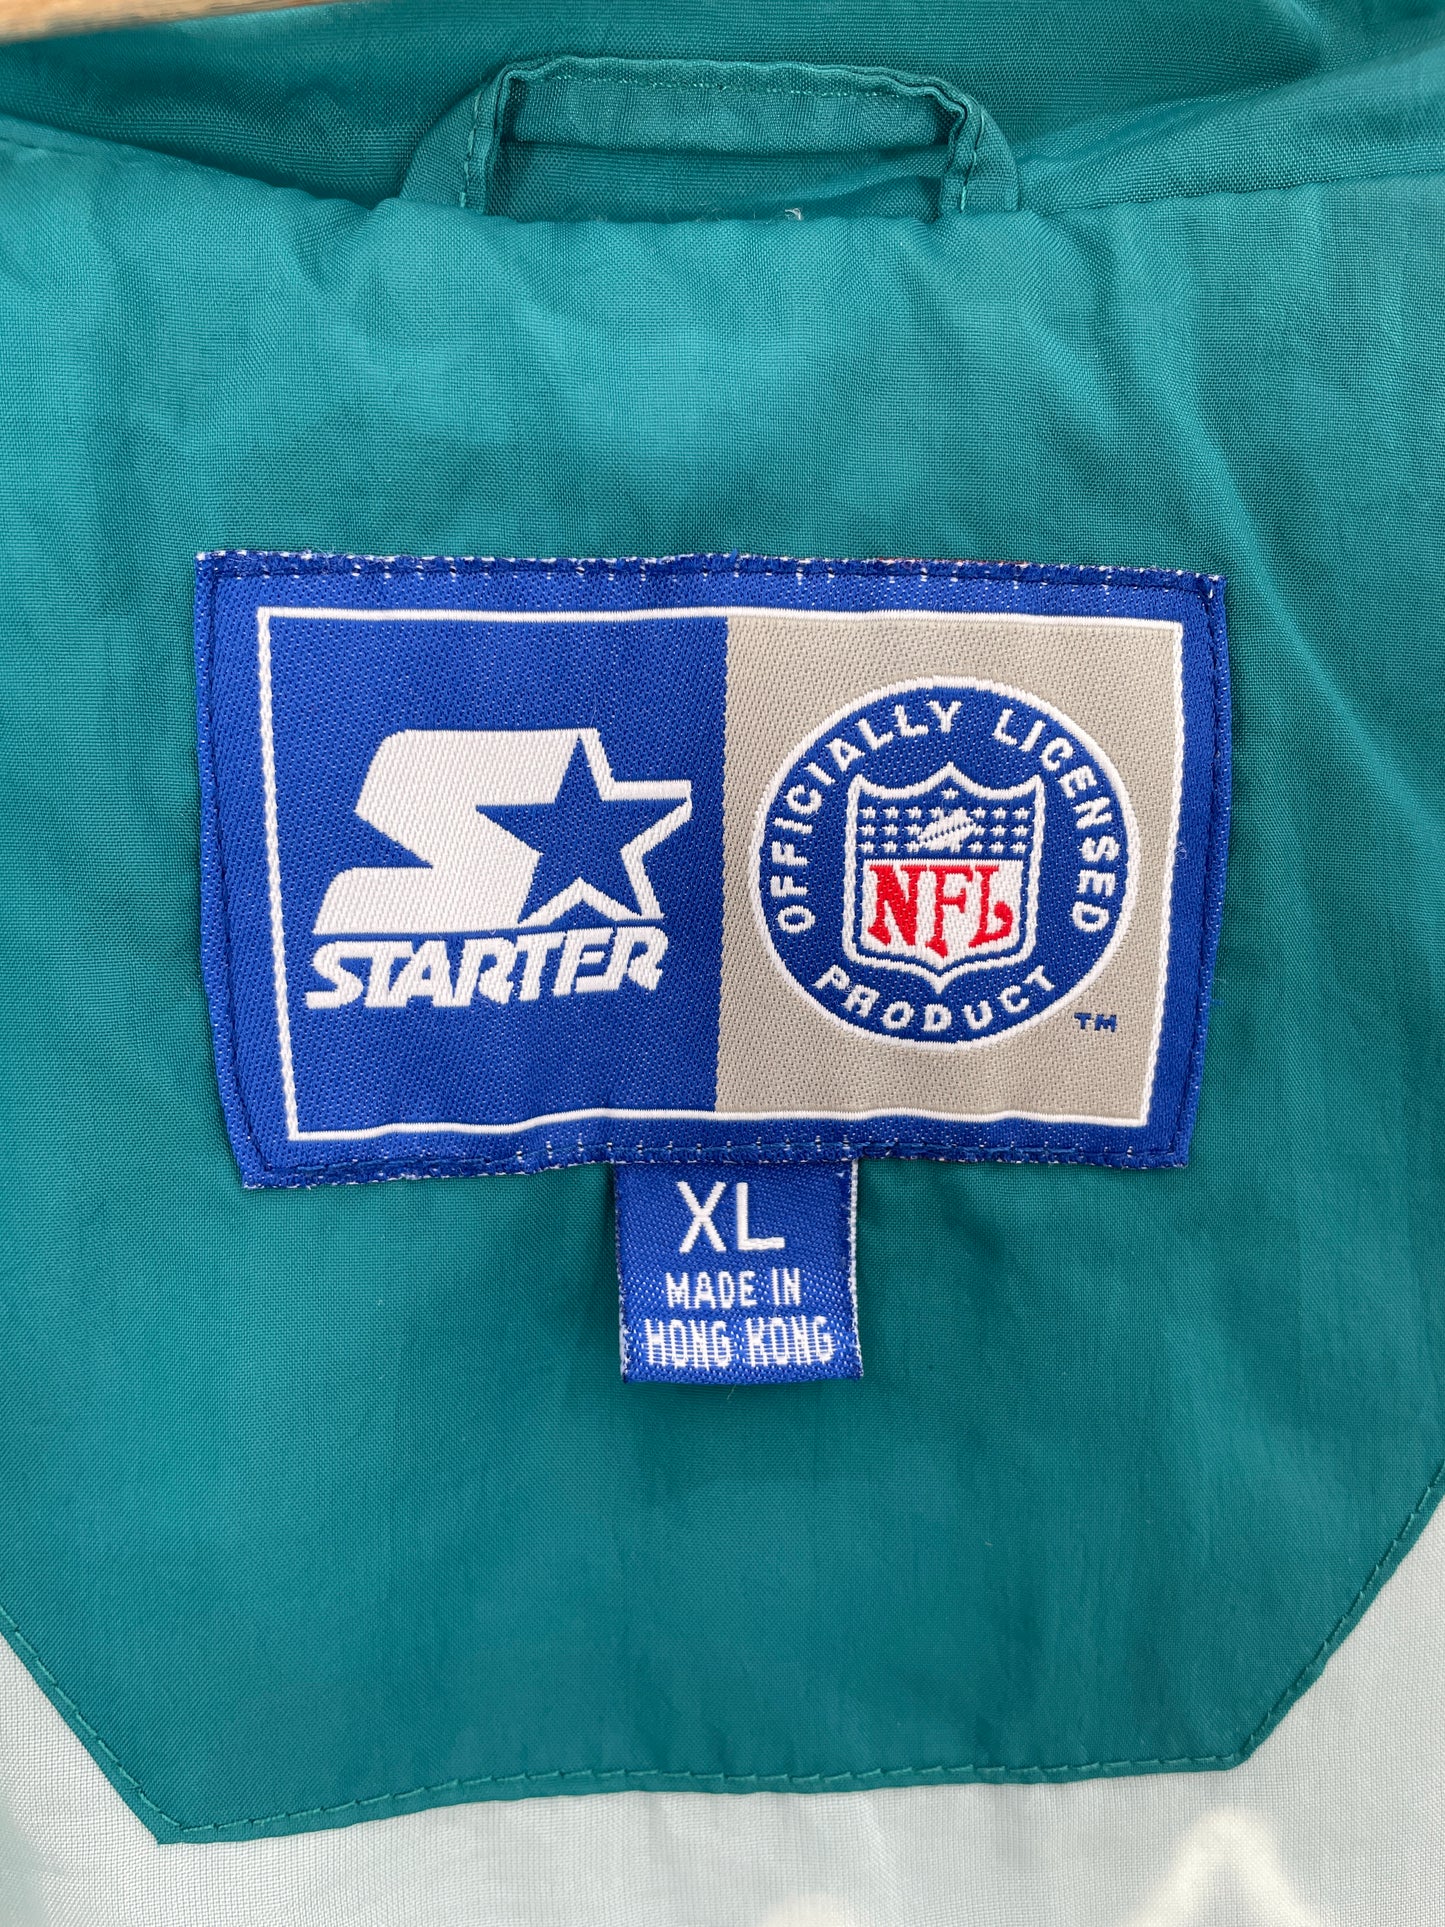 STARTER
OFFICIALLY LICENSED
NFL
PRODUCT
TM
XL
MADE IN
HONG KONG